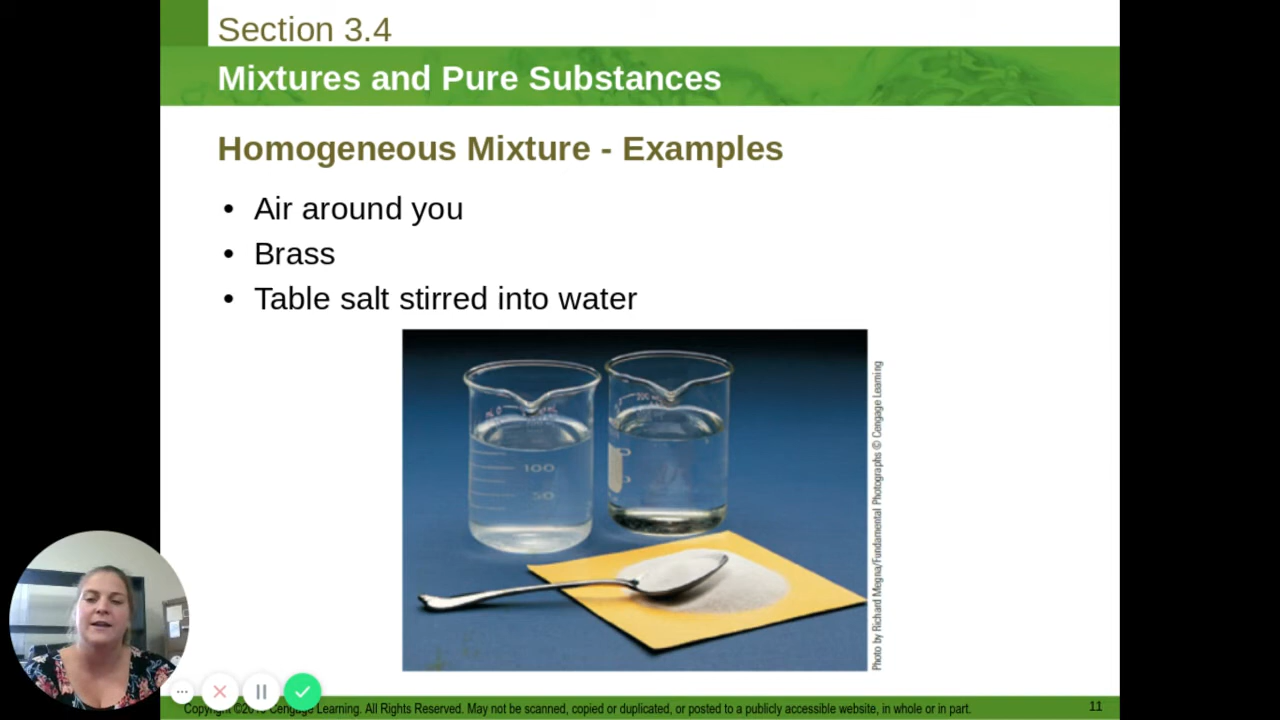 Section 3.4
Mixtures and Pure Substances
Homogeneous Mixture - Examples
• Air around you
• Brass
• Table salt stirred into water
100
50
Photo by Richard Megna/Fundamental Photographs © Cengage Learning
Cengage Learning. All Rights Reserved. May not be scanned, copied or duplicated, or posted to a publicly accessible website, in whole or in part.
11